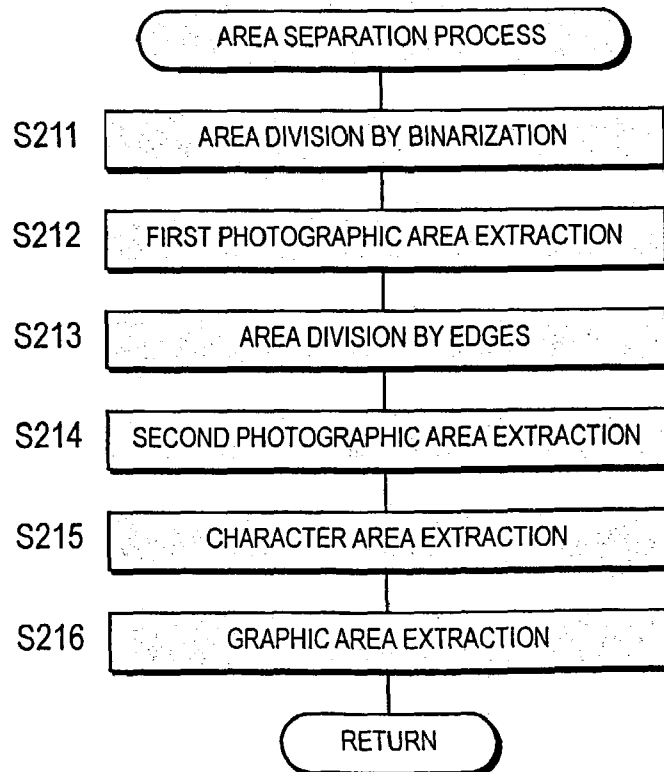 AREA SEPARATION PROCESS
S211 AREA DIVISION BY BINARIZATION
S212 FIRST PHOTOGRAPHIC AREA EXTRACTION
S213 AREA DIVISION BY EDGES
S214 SECOND PHOTOGRAPHIC AREA EXTRACTION
S215 CHARACTER AREA EXTRACTION
S216 GRAPHIC AREA EXTRACTION
RETURN